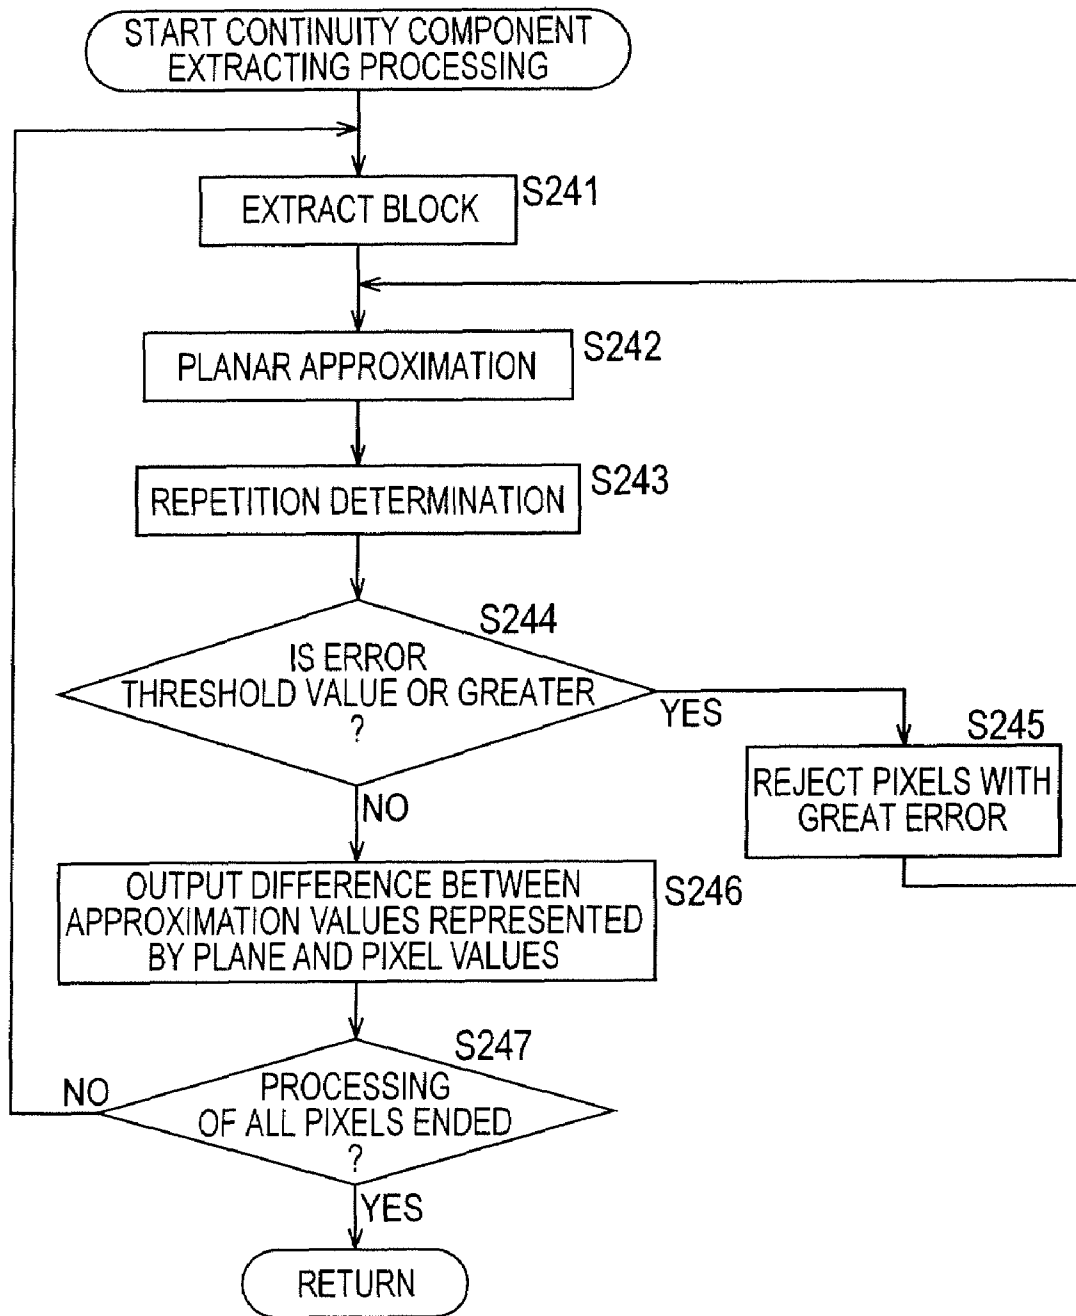 START CONTINUITY COMPONENT
EXTRACTING PROCESSING
EXTRACT BLOCK
S241
PLANAR APPROXIMATION
S242
REPETITION DETERMINATION
S243
S244
IS ERROR
THRESHOLD VALUE OR GREATER
?
YES
NO
S245
REJECT PIXELS WITH
GREAT ERROR
OUTPUT DIFFERENCE BETWEEN
APPROXIMATION VALUES REPRESENTED
BY PLANE AND PIXEL VALUES
S246
S247
PROCESSING
OF ALL PIXELS ENDED
?
NO
YES
RETURN